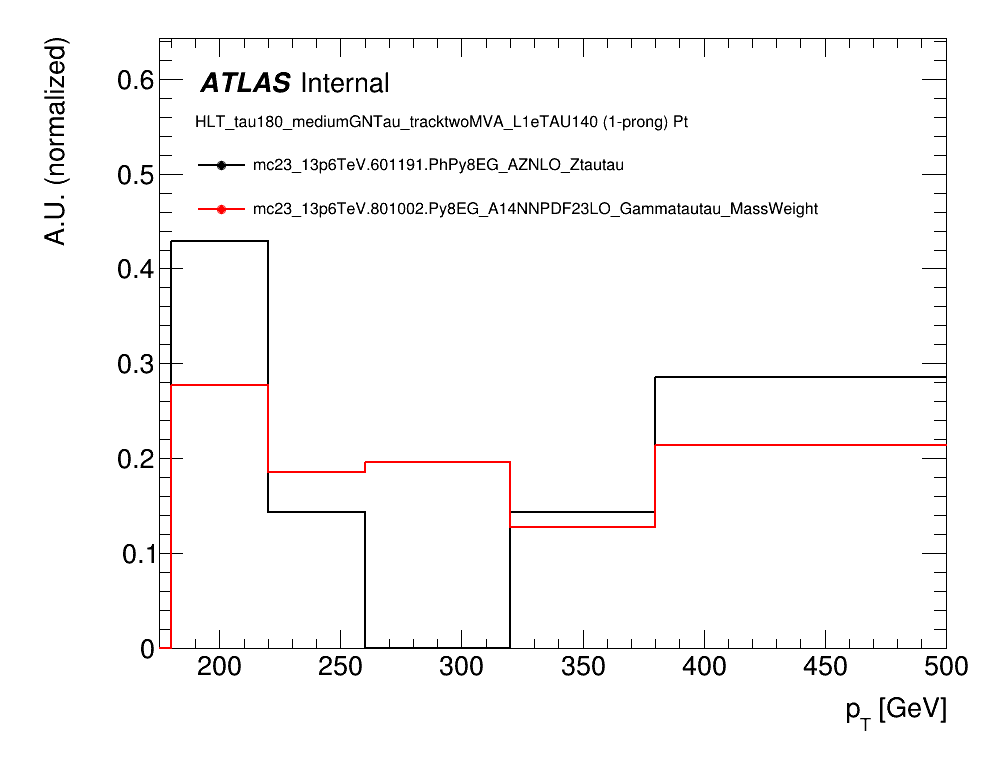 A.U. (normalized)
0.6
0.5
0.4
0.3
0.2
0.1
0
ATLAS Internal
HLT_tau180_mediumGNTau_tracktwoMVA_L1eTAU140 (1-prong) Pt
mc23_13p6TeV.601191.PhPy8EG_AZNLO_Ztautau
mc23_13p6TeV.801002.Py8EG_A14NNPDF23LO_Gammatautau_MassWeight
200 250 300 350 400 450 500
p_T [GeV]